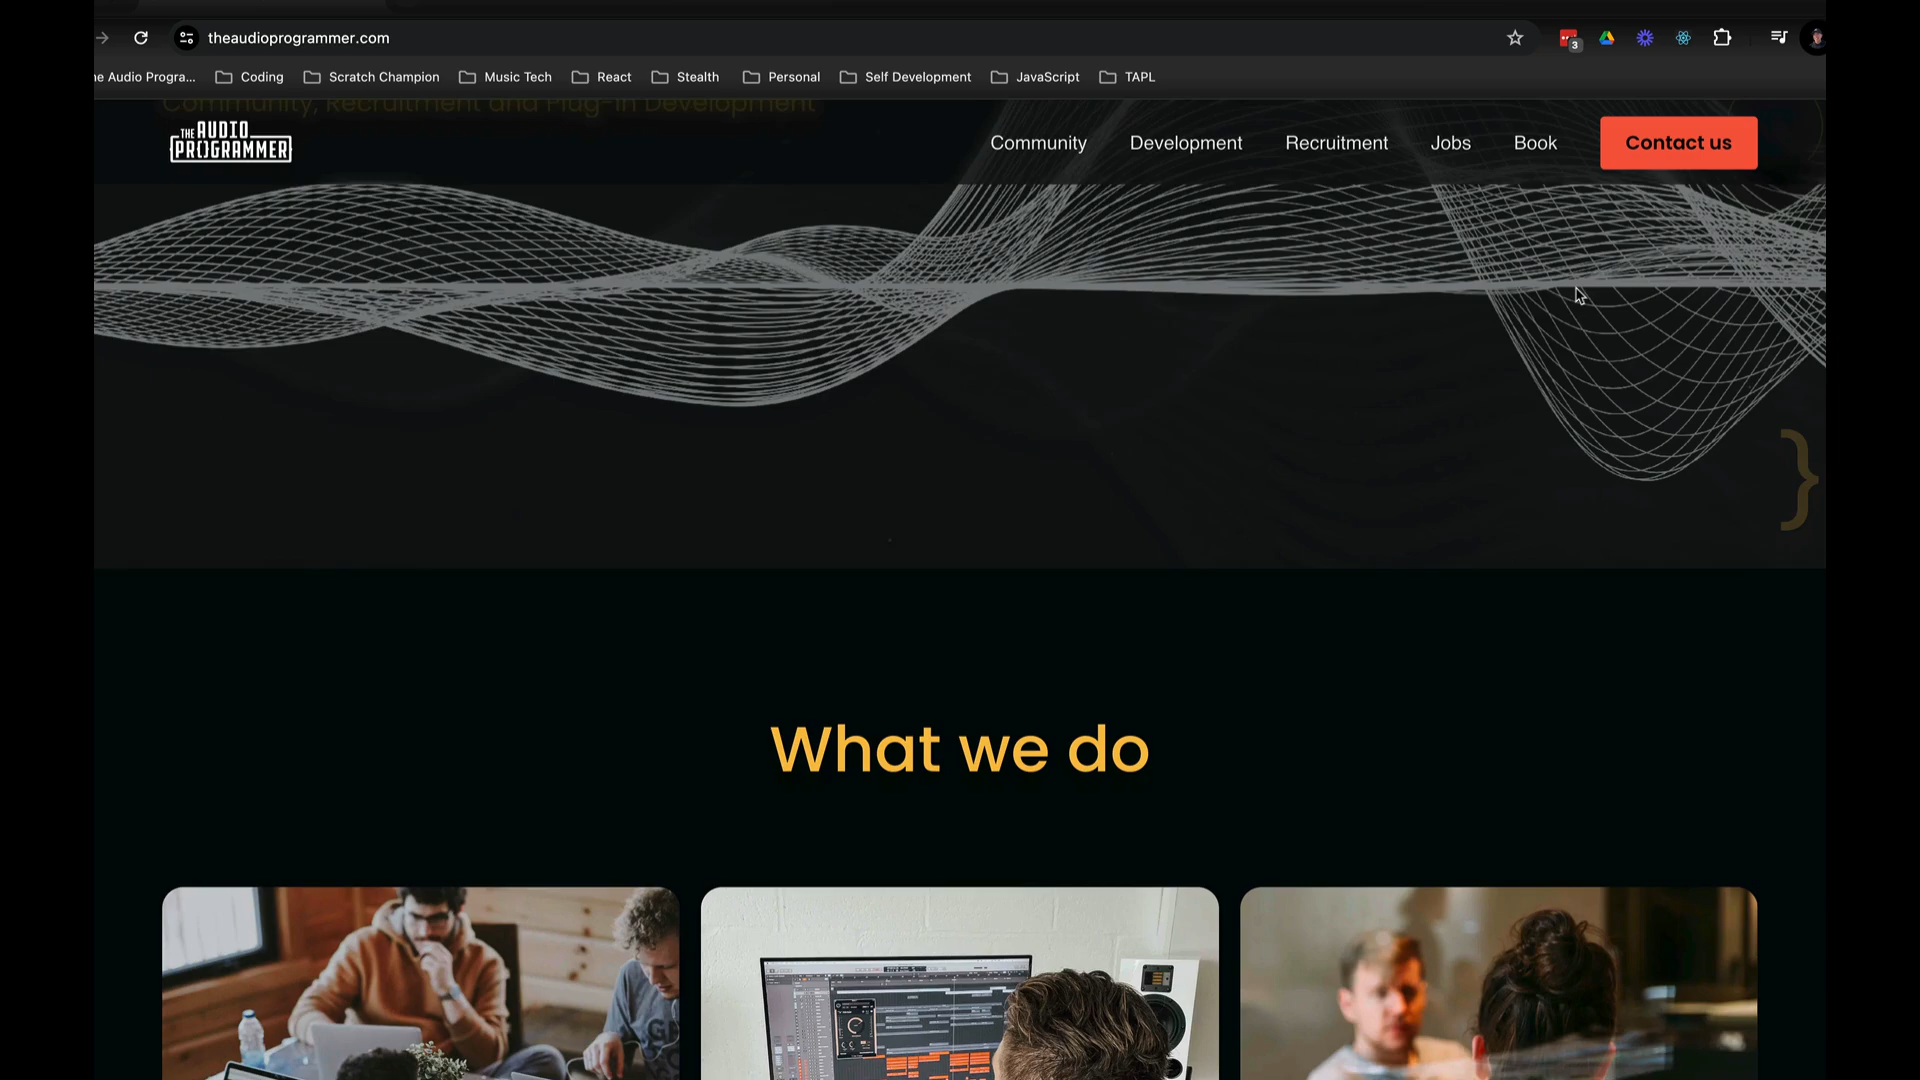 theaudioprogrammer.com
3
he Audio Progra...
Coding
Scratch Champion
Music Tech
React
Stealth
Personal
Self Development
JavaScript
TAPL
Community, Recruitment and Plug-in Development
THE AUDIO
PROGRAMMER
Community
Development
Recruitment
Jobs
Book
Contact us
}
What we do